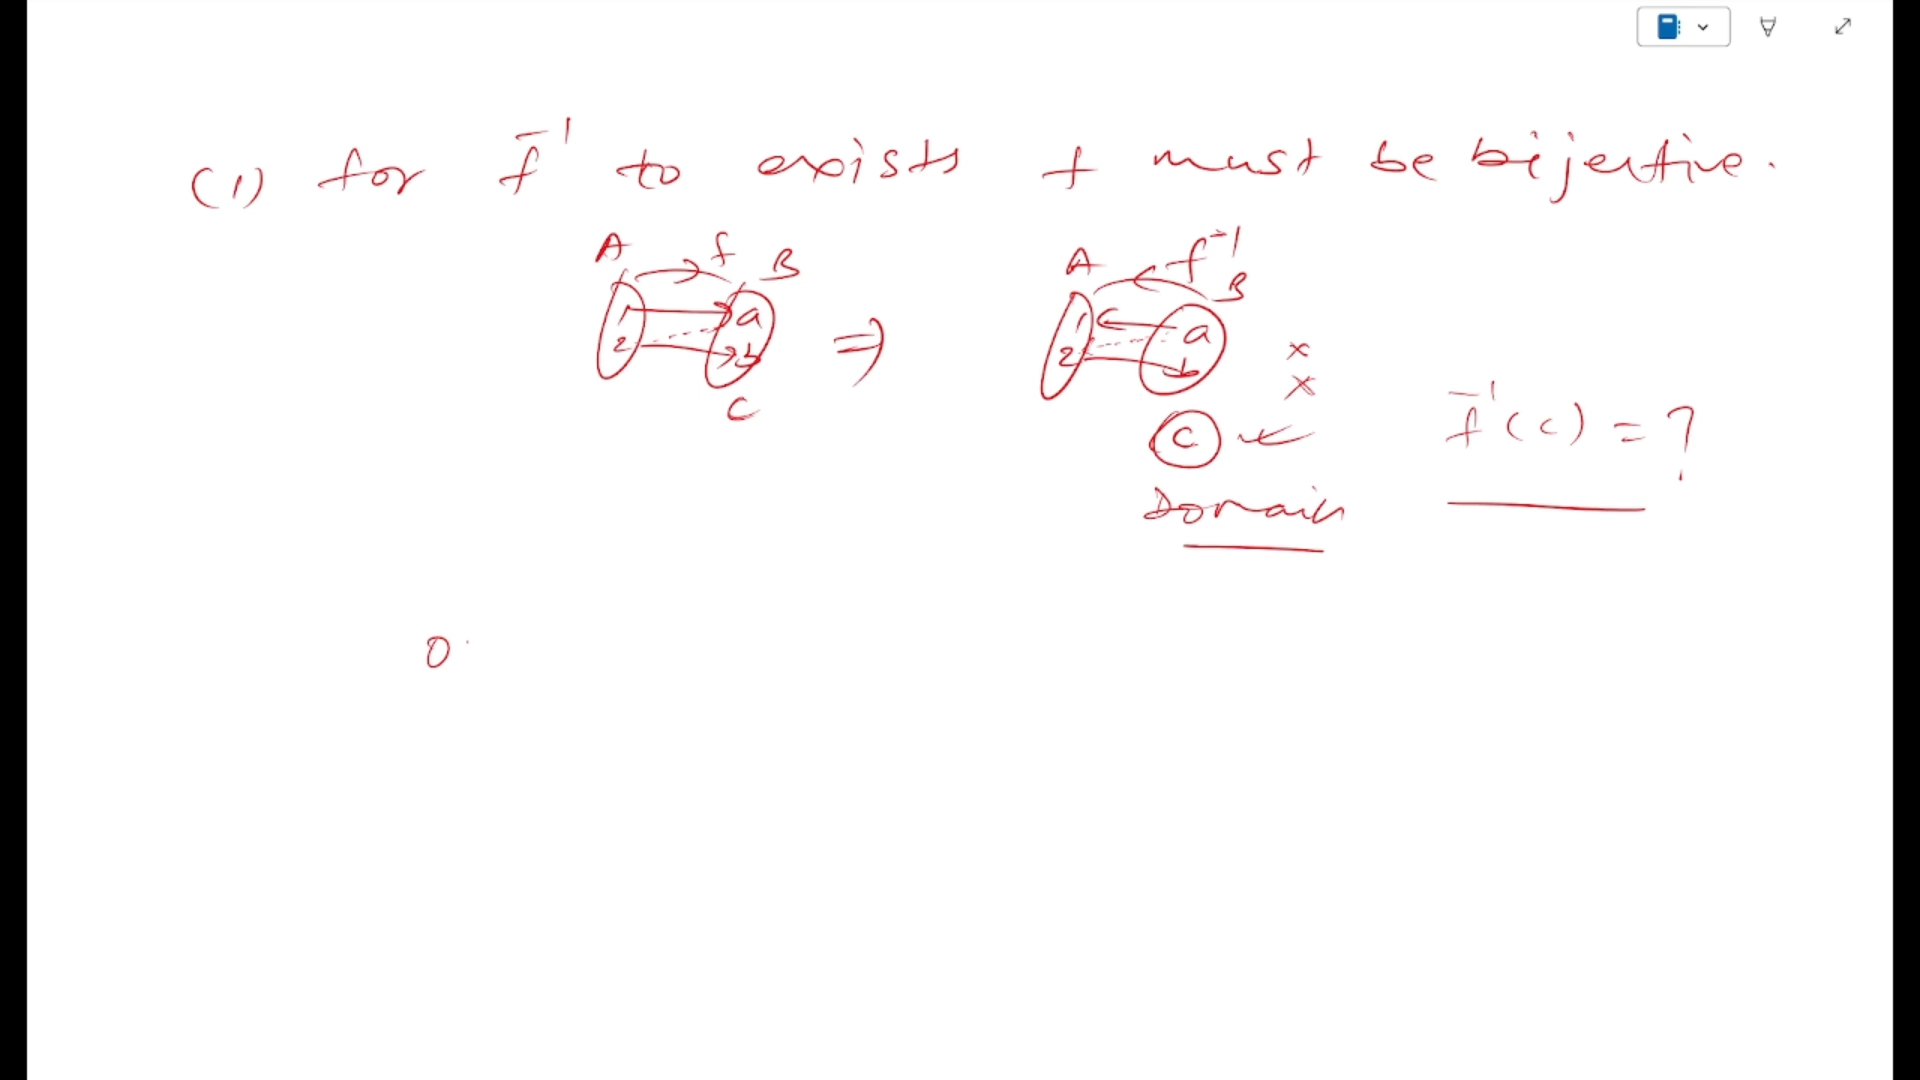 (1) for f⁻¹ to exists f must be bijective.
A f B A f⁻¹ B
1 a ⇒ 1 a
2 b 2 b
c c f⁻¹(c) = ?
Domain
0